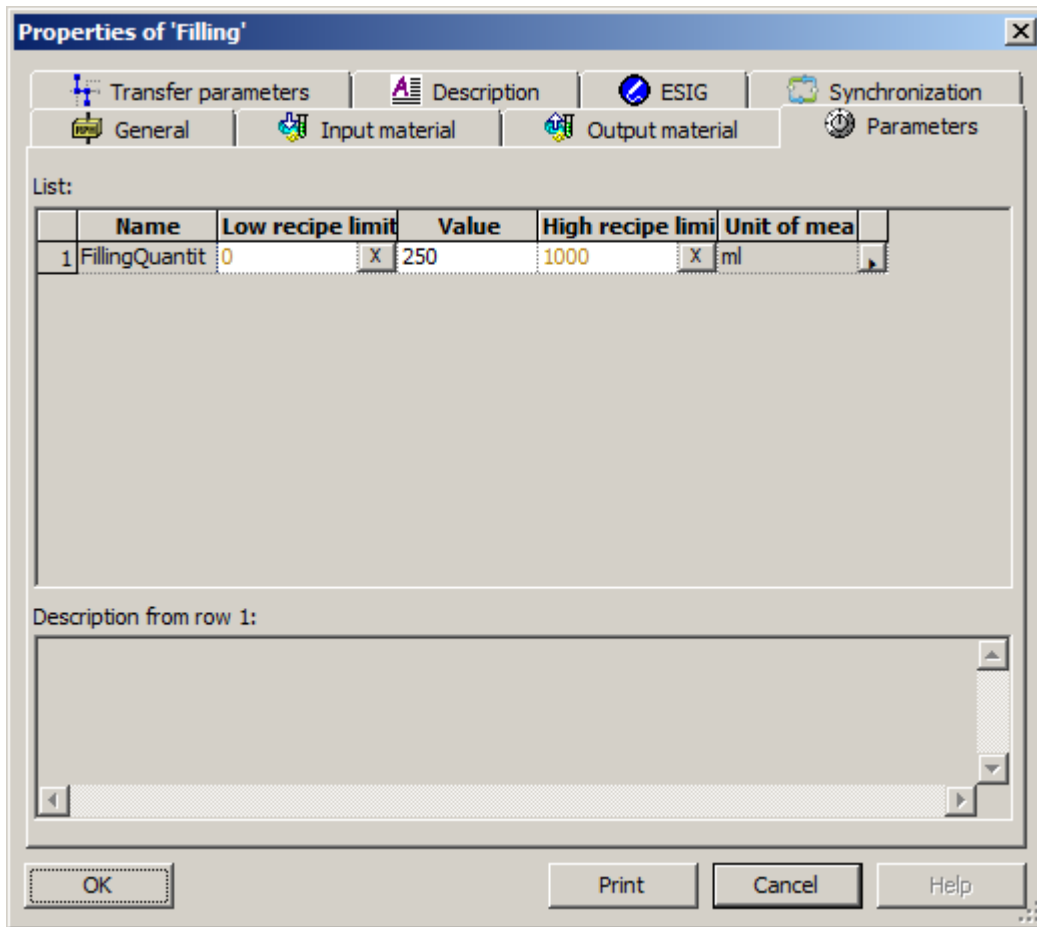 Properties of 'Filling'
Transfer parameters Description ESIG Synchronization
General Input material Output material Parameters
List:
Name Low recipe limit Value High recipe limi Unit of mea
1 FillingQuantit 0 X 250 1000 X ml
Description from row 1:
OK Print Cancel Help